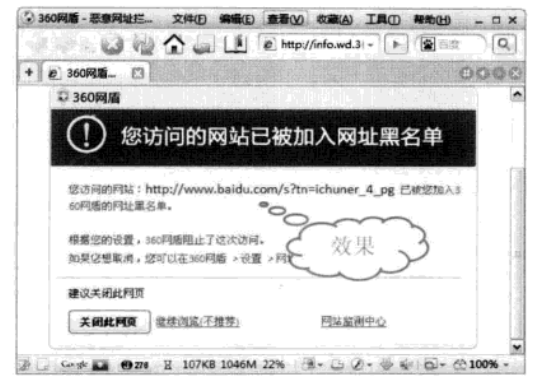 360网盾 - 恶意网址拦... 文件(F) 编辑(E) 查看(V) 收藏(A) 工具(T) 帮助(H)
http://info.wd.3 百度
360网盾...
360网盾
您访问的网站已被加入网址黑名单
您访问的网站：http://www.baidu.com/s?tn=ichuner_4_pg 已被您加入3
60网盾的网址黑名单。
根据您的设置，360网盾阻止了这次访问。
如果您想取消，您可以在360网盾 >设置 >网
效果
建议关闭此网页
关闭此网页 继续浏览(不推荐) 网站监测中心
Google 270 107KB 1046M 22% 100%